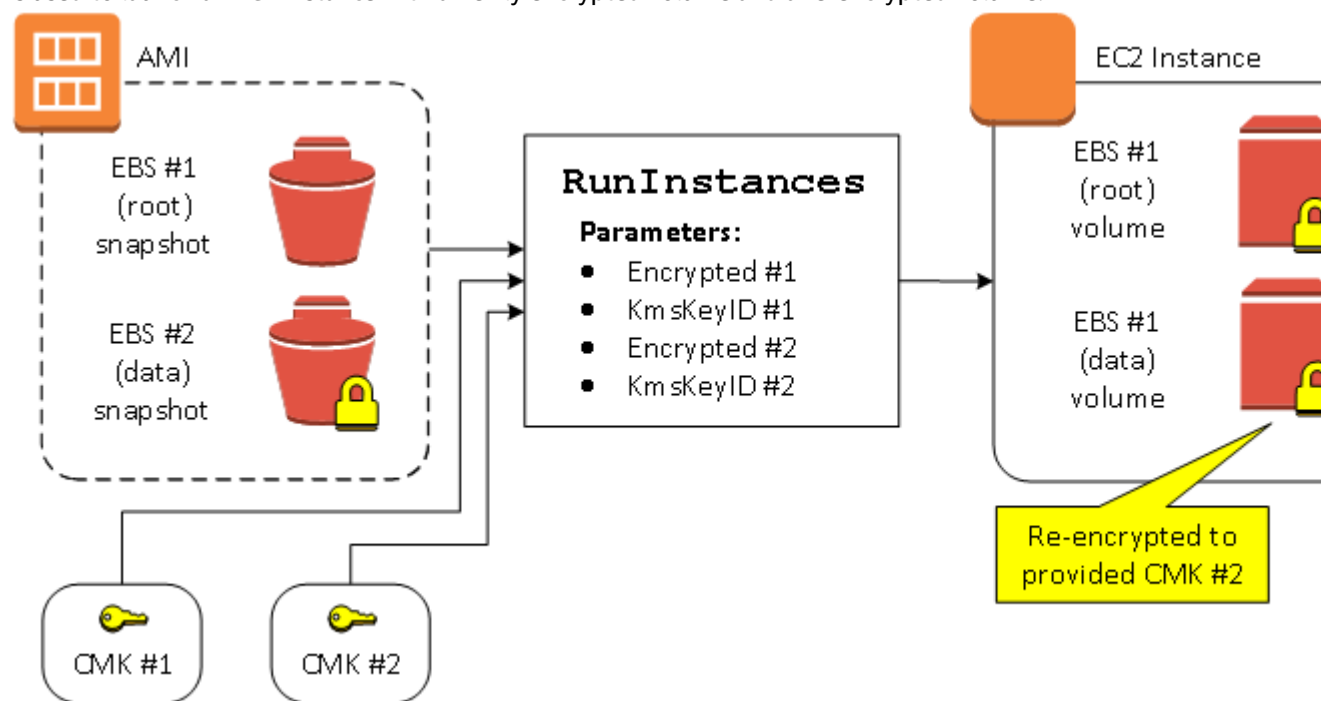 AMI
EC2 Instance
EBS #1
(root)
snapshot
EBS #2
(data)
snapshot
RunInstances
Parameters:
Encrypted #1
KmsKeyID #1
Encrypted #2
KmsKeyID #2
EBS #1
(root)
volume
EBS #1
(data)
volume
Re-encrypted to
provided CMK #2
CMK #1
CMK #2